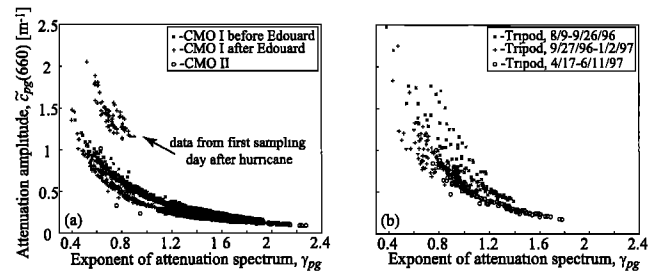 Attenuation amplitude, c̃pg(660) [m-1]
2.5
2
1.5
1
0.5
0
-CMO I before Edouard
-CMO I after Edouard
-CMO II
data from first sampling
day after hurricane
(a)
0.4 0.8 1.2 1.6 2 2.4
Exponent of attenuation spectrum, γpg
-Tripod, 8/9-9/26/96
-Tripod, 9/27/96-1/2/97
-Tripod, 4/17-6/11/97
(b)
0.4 0.8 1.2 1.6 2 2.4
Exponent of attenuation spectrum, γpg